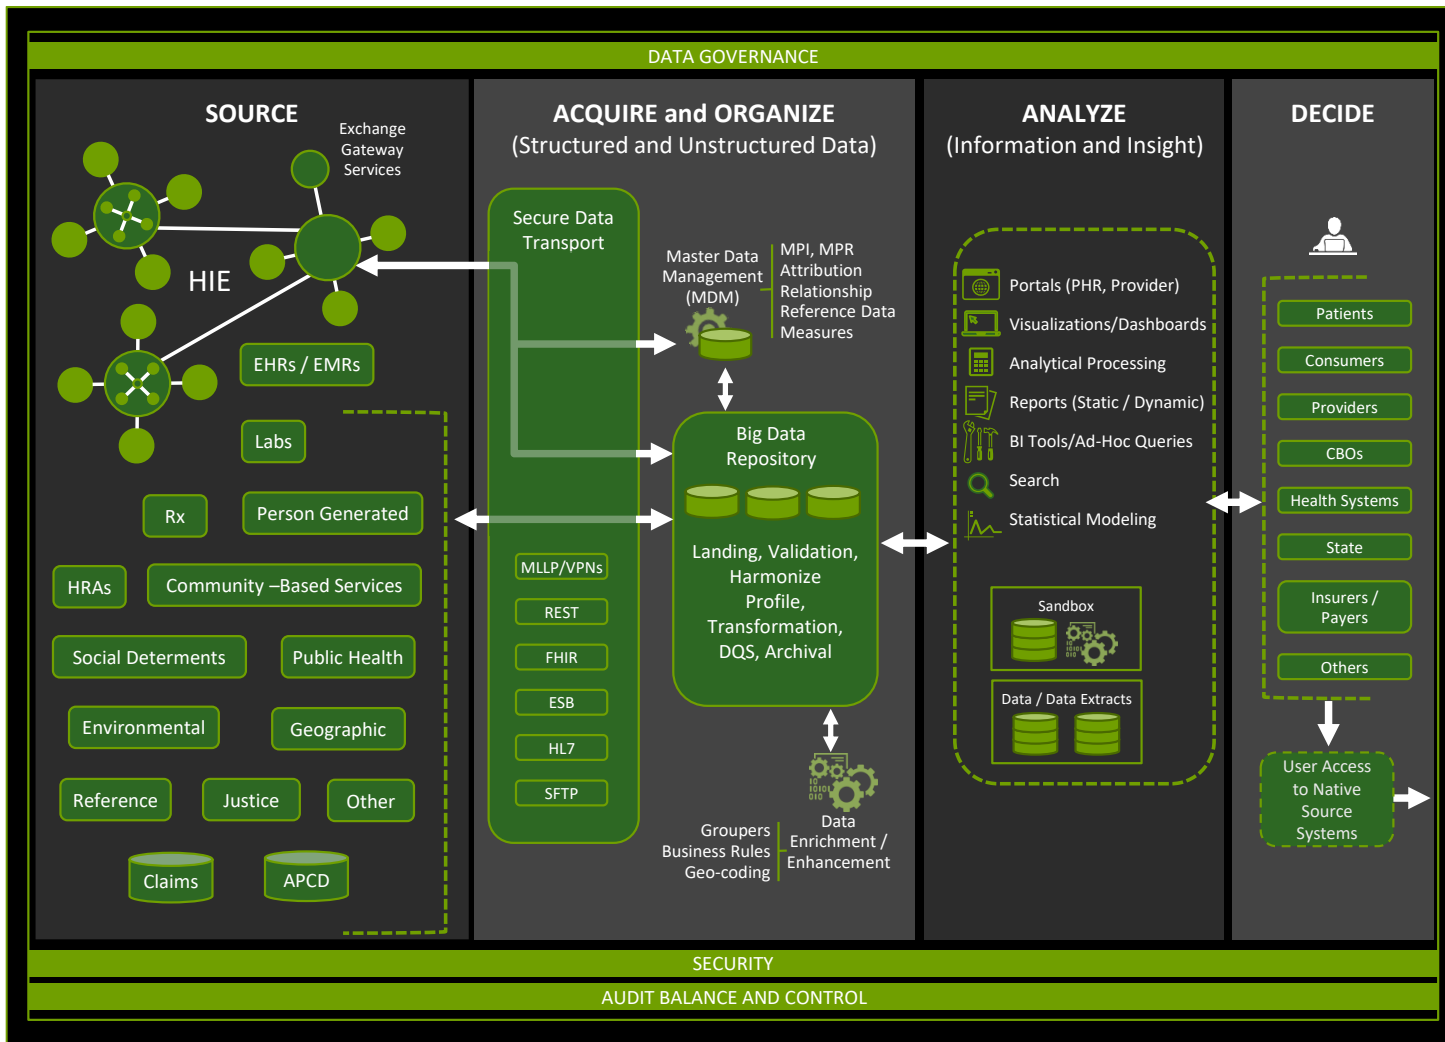 DATA GOVERNANCE
SOURCE
Exchange
Gateway
Services
HIE
EHRs / EMRs
Labs
Rx
Person Generated
HRAs
Community –Based Services
Social Determents
Public Health
Environmental
Geographic
Reference
Justice
Other
Claims
APCD
ACQUIRE and ORGANIZE
(Structured and Unstructured Data)
Secure Data
Transport
MLLP/VPNs
REST
FHIR
ESB
HL7
SFTP
Master Data
Management
(MDM)
MPI, MPR
Attribution
Relationship
Reference Data
Measures
Big Data
Repository
Landing, Validation,
Harmonize
Profile,
Transformation,
DQS, Archival
10
10101
010
Data
Enrichment /
Enhancement
Groupers
Business Rules
Geo-coding
ANALYZE
(Information and Insight)
Portals (PHR, Provider)
Visualizations/Dashboards
Analytical Processing
Reports (Static / Dynamic)
BI Tools/Ad-Hoc Queries
Search
Statistical Modeling
Sandbox
10
10101
010
Data / Data Extracts
DECIDE
Patients
Consumers
Providers
CBOs
Health Systems
State
Insurers /
Payers
Others
User Access
to Native
Source
Systems
SECURITY
AUDIT BALANCE AND CONTROL